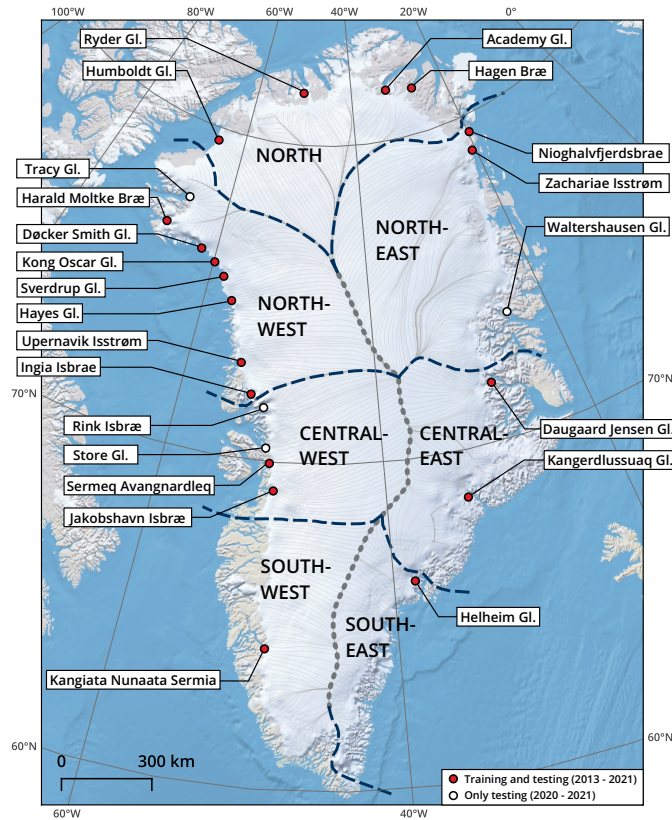 100°W
80°W
60°W
40°W
20°W
0°
Ryder Gl.
Academy Gl.
Humboldt Gl.
Hagen Bræ
NORTH
Nioghalvfjerdsbrae
Tracy Gl.
Zachariae Isstrøm
Harald Moltke Bræ
NORTH-
EAST
Waltershausen Gl.
Døcker Smith Gl.
Kong Oscar Gl.
Sverdrup Gl.
NORTH-
WEST
Hayes Gl.
Upernavik Isstrøm
Ingia Isbrae
70°N
70°N
Rink Isbræ
CENTRAL-
WEST
CENTRAL-
EAST
Daugaard Jensen Gl.
Store Gl.
Kangerdlussuaq Gl.
Sermeq Avangnardleq
Jakobshavn Isbræ
SOUTH-
WEST
Helheim Gl.
SOUTH-
EAST
Kangiata Nunaata Sermia
60°N
60°N
0 300 km
Training and testing (2013 - 2021)
Only testing (2020 - 2021)
60°W
40°W